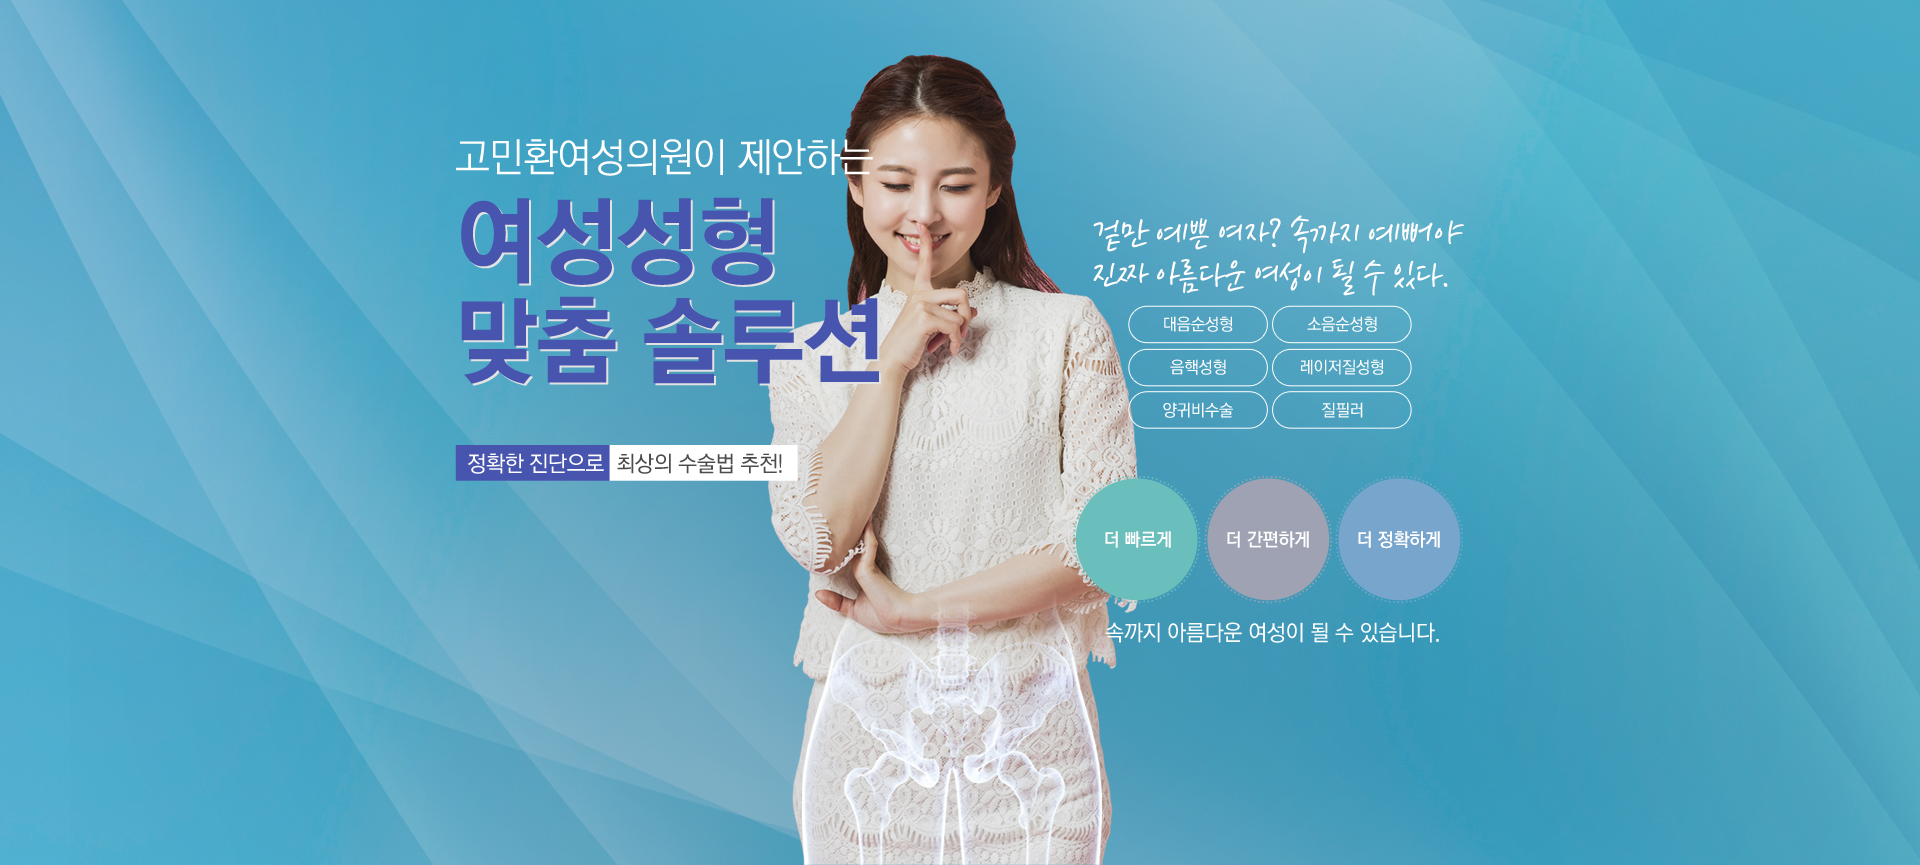 고민환여성의원이 제안하는
여성성형
맞춤 솔루션
정확한 진단으로 최상의 수술법 추천!
겉만 예쁜 여자? 속까지 예뻐야
진짜 아름다운 여성이 될 수 있다.
대음순성형 소음순성형
음핵성형 레이저질성형
양귀비수술 질필러
더 빠르게 더 간편하게 더 정확하게
속까지 아름다운 여성이 될 수 있습니다.